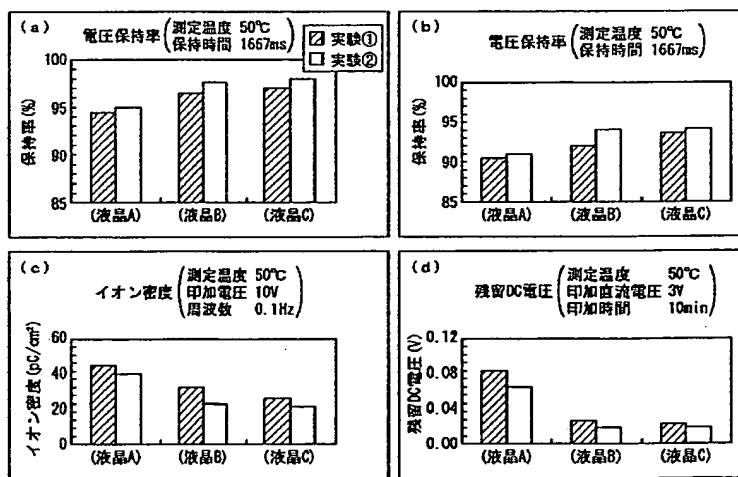 (a)
電圧保持率(測定温度 50℃
保持時間 1667ms)
実験①
実験②
100
95
90
85
保持率(%)
(液晶A) (液晶B) (液晶C)
(b)
電圧保持率(測定温度 50℃
保持時間 1667ms)
100
95
90
85
保持率(%)
(液晶A) (液晶B) (液晶C)
(c)
イオン密度(測定温度 50℃
印加電圧 10V
周波数 0.1Hz)
60
40
20
0
イオン密度(pC/cm²)
(液晶A) (液晶B) (液晶C)
(d)
残留DC電圧(測定温度 50℃
印加直流電圧 3V
印加時間 10min)
0.12
0.08
0.04
0.00
残留DC電圧(V)
(液晶A) (液晶B) (液晶C)